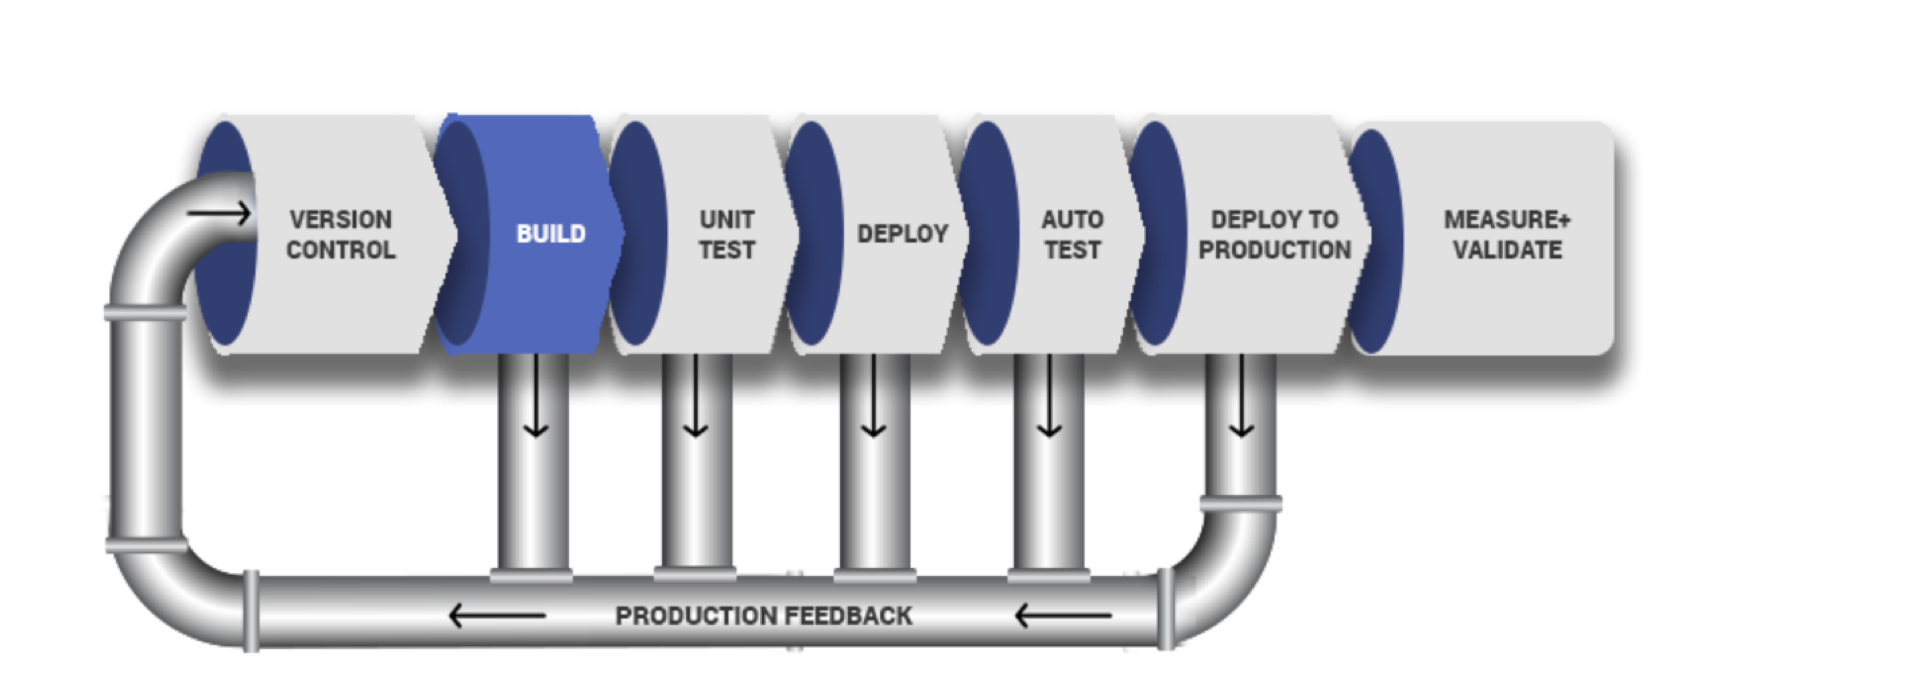 VERSION
CONTROL
BUILD
UNIT
TEST
DEPLOY
AUTO
TEST
DEPLOY TO
PRODUCTION
MEASURE+
VALIDATE
PRODUCTION FEEDBACK